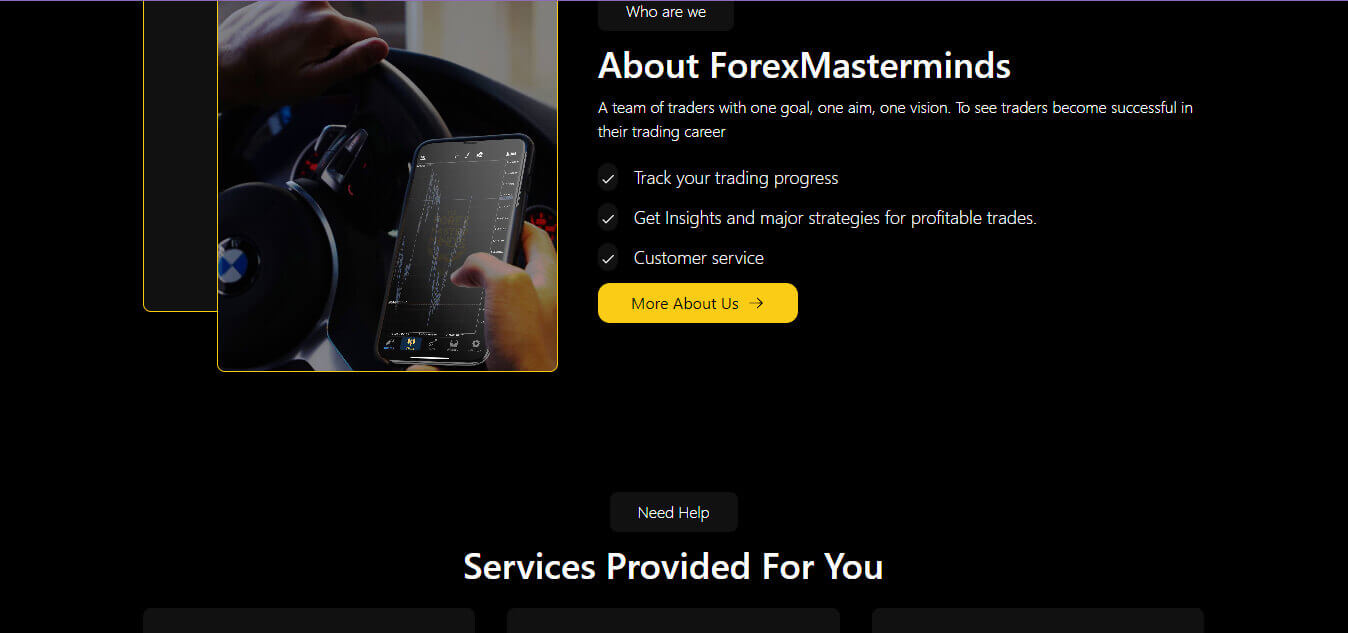 Who are we
About ForexMasterminds
A team of traders with one goal, one aim, one vision. To see traders become successful in
their trading career
Track your trading progress
Get Insights and major strategies for profitable trades.
Customer service
More About Us
Need Help
Services Provided For You